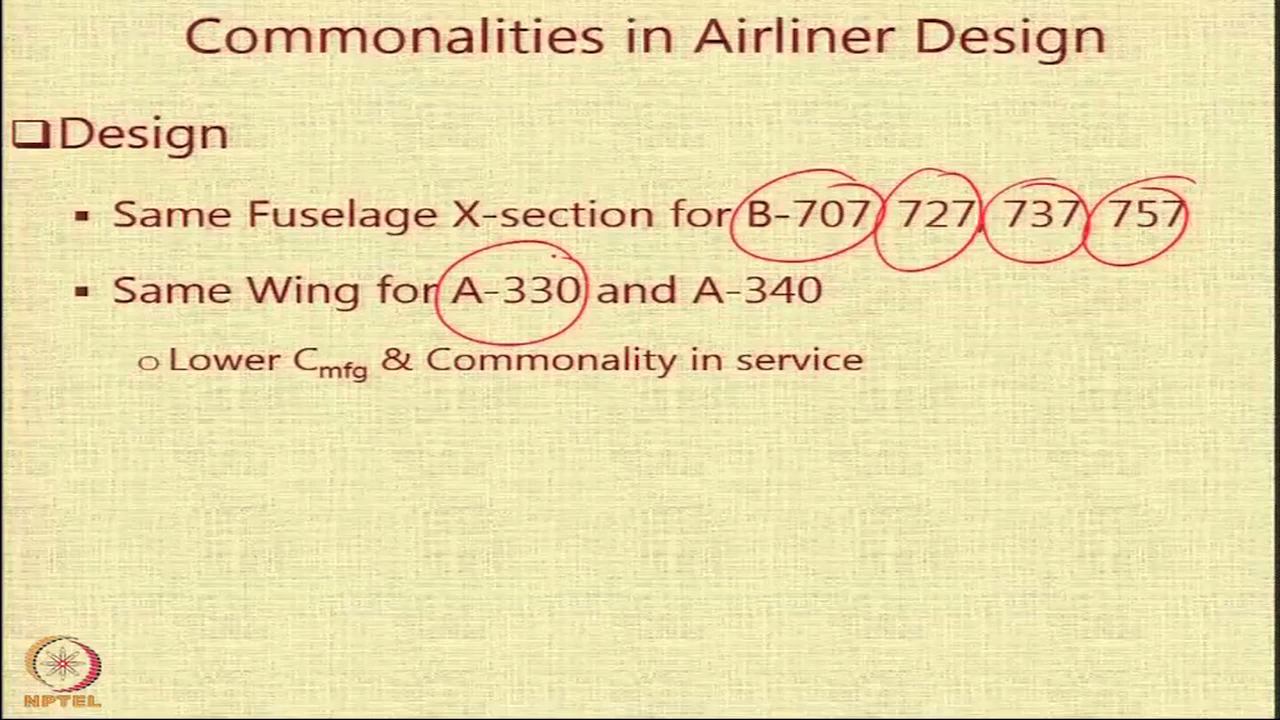 Commonalities in Airliner Design
Design
Same Fuselage X-section for B-707, 727, 737, 757
Same Wing for A-330 and A-340
Lower Cmfg & Commonality in service
NPTEL